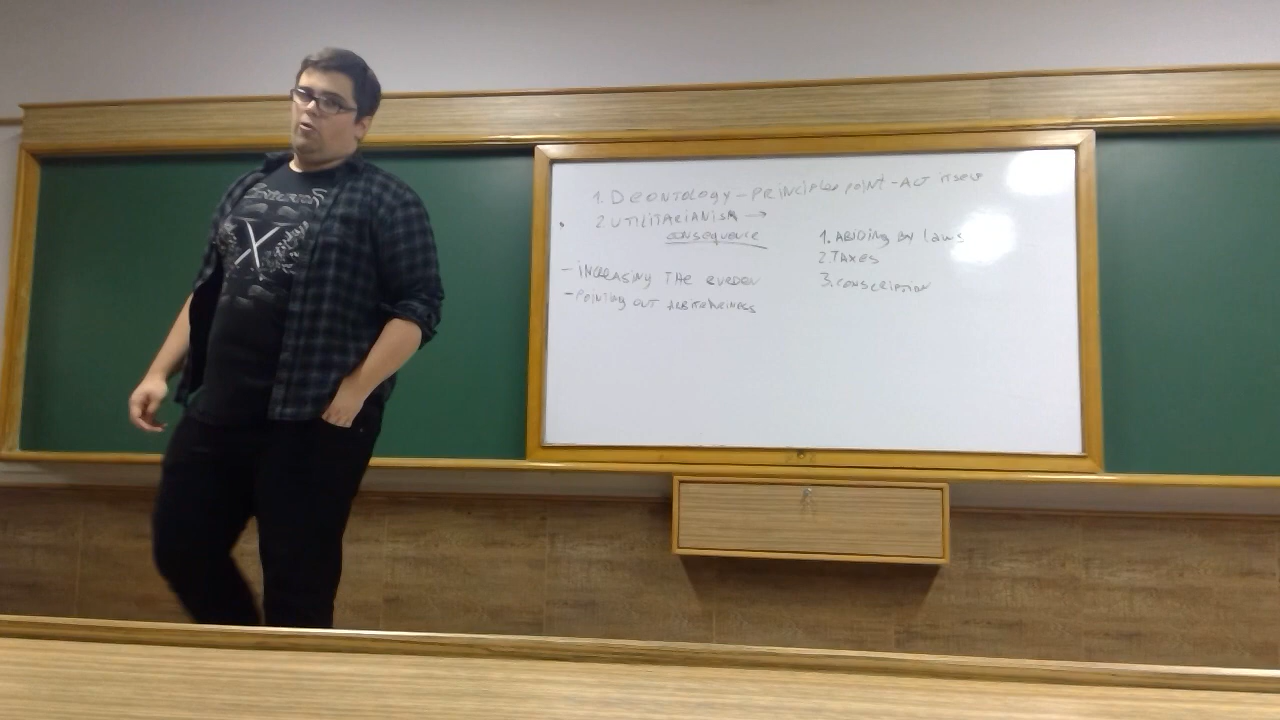 1. DEONTOLOGY – PRINCIPLES POINT – ACT ITSELF
2. UTILITARIANISM →
CONSEQUENCE
– INCREASING THE BURDEN
– POINTING OUT ARBITRARINESS
1. ABIDING BY LAWS
2. TAXES
3. CONSCRIPTION
X